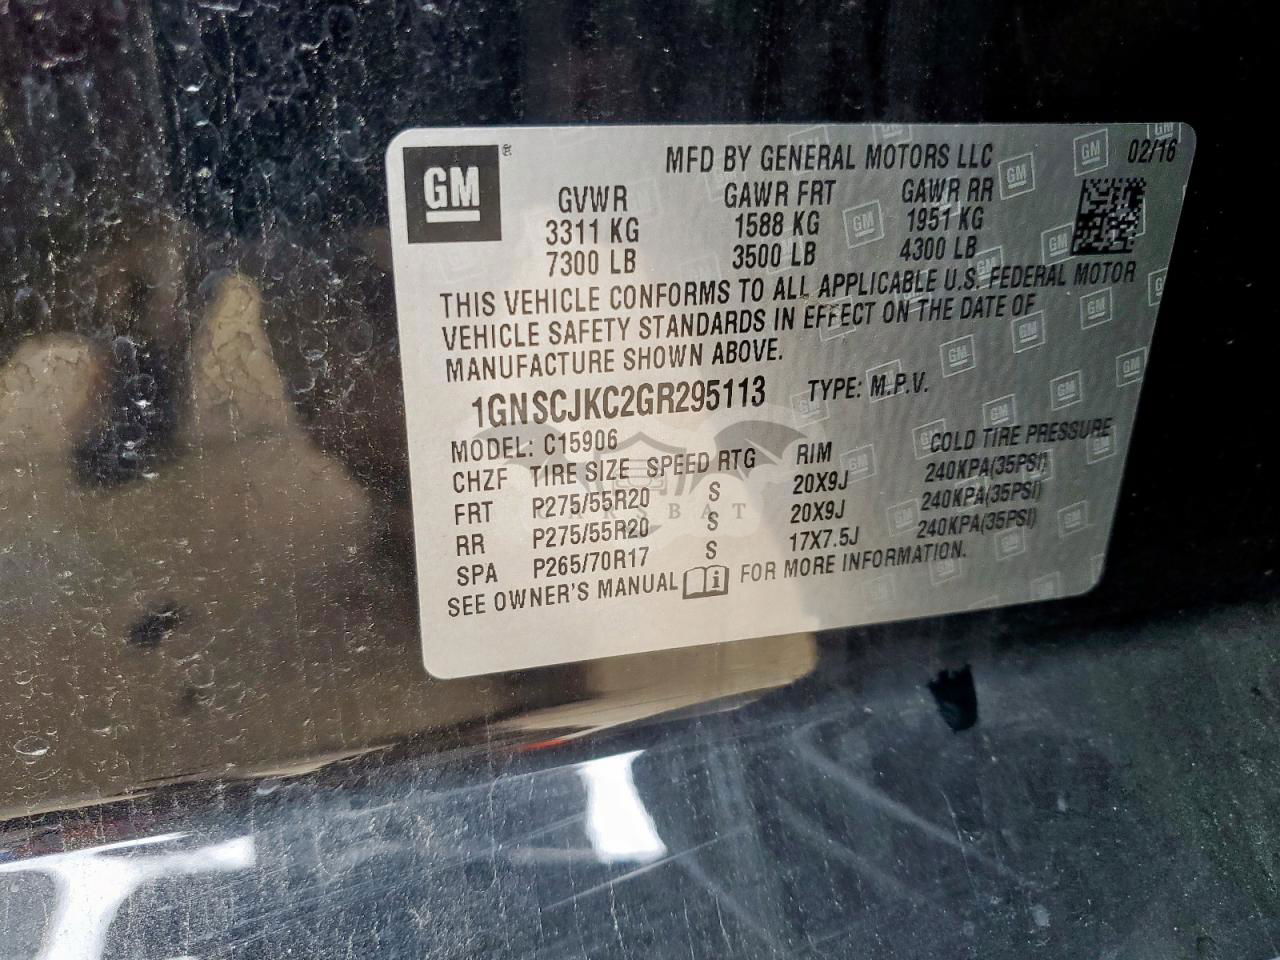 GM ®
MFD BY GENERAL MOTORS LLC 02/16
GVWR GAWR FRT GAWR RR
3311 KG 1588 KG 1951 KG
7300 LB 3500 LB 4300 LB
THIS VEHICLE CONFORMS TO ALL APPLICABLE U.S. FEDERAL MOTOR
VEHICLE SAFETY STANDARDS IN EFFECT ON THE DATE OF
MANUFACTURE SHOWN ABOVE.
1GNSCJKC2GR295113 TYPE: M.P.V.
MODEL: C15906
CHZF TIRE SIZE SPEED RTG RIM COLD TIRE PRESSURE
FRT P275/55R20 S 20X9J 240KPA(35PSI)
RR P275/55R20 S 20X9J 240KPA(35PSI)
SPA P265/70R17 S 17X7.5J 240KPA(35PSI)
SEE OWNER'S MANUAL i FOR MORE INFORMATION.